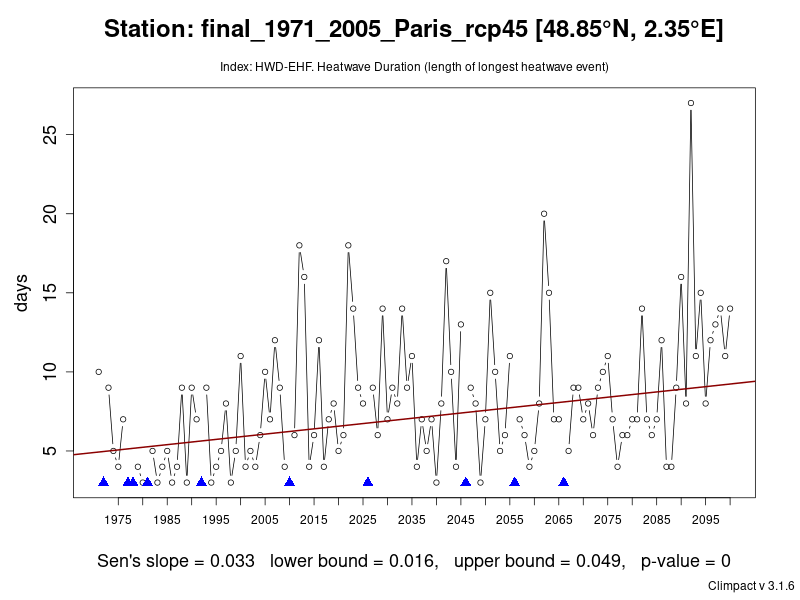 Station: final_1971_2005_Paris_rcp45 [48.85°N, 2.35°E]
Index: HWD-EHF. Heatwave Duration (length of longest heatwave event)
days
25
20
15
10
5
1975 1985 1995 2005 2015 2025 2035 2045 2055 2065 2075 2085 2095
Sen's slope = 0.033 lower bound = 0.016, upper bound = 0.049, p-value = 0
Climpact v 3.1.6